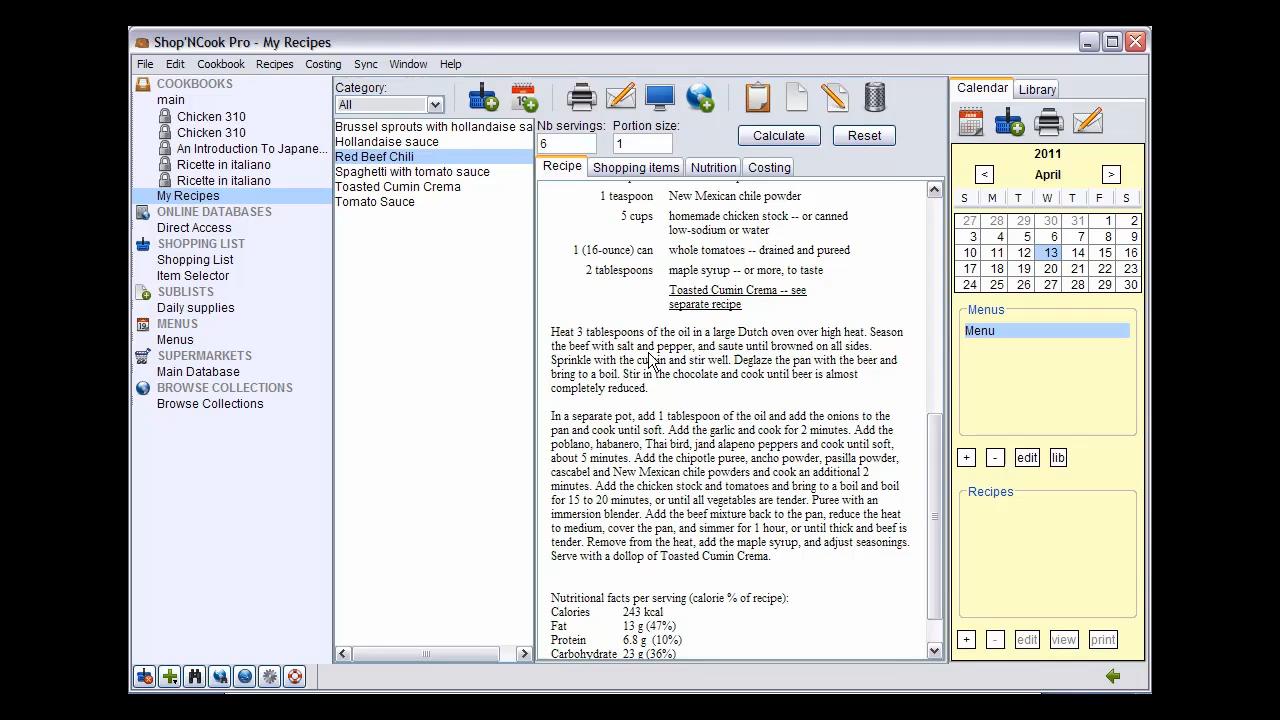 Shop'NCook Pro - My Recipes
File Edit Cookbook Recipes Costing Sync Window Help
COOKBOOKS
main
Chicken 310
Chicken 310
An Introduction To Japane...
Ricette in italiano
Ricette in italiano
My Recipes
ONLINE DATABASES
Direct Access
SHOPPING LIST
Shopping List
Item Selector
SUBLISTS
Daily supplies
MENUS
Menus
SUPERMARKETS
Main Database
BROWSE COLLECTIONS
Browse Collections
Category:
All
Brussel sprouts with hollandaise sa
Hollandaise sauce
Red Beef Chili
Spaghetti with tomato sauce
Toasted Cumin Crema
Tomato Sauce
19
Nb servings: Portion size:
6 1 Calculate Reset
Recipe Shopping items Nutrition Costing
1 teaspoon New Mexican chile powder
5 cups homemade chicken stock -- or canned
low-sodium or water
1 (16-ounce) can whole tomatoes -- drained and pureed
2 tablespoons maple syrup -- or more, to taste
Toasted Cumin Crema -- see
separate recipe
Heat 3 tablespoons of the oil in a large Dutch oven over high heat. Season
the beef with salt and pepper, and saute until browned on all sides.
Sprinkle with the cumin and stir well. Deglaze the pan with the beer and
bring to a boil. Stir in the chocolate and cook until beer is almost
completely reduced.
In a separate pot, add 1 tablespoon of the oil and add the onions to the
pan and cook until soft. Add the garlic and cook for 2 minutes. Add the
poblano, habanero, Thai bird, jand alapeno peppers and cook until soft,
about 5 minutes. Add the chipotle puree, ancho powder, pasilla powder,
cascabel and New Mexican chile powders and cook an additional 2
minutes. Add the chicken stock and tomatoes and bring to a boil and boil
for 15 to 20 minutes, or until all vegetables are tender. Puree with an
immersion blender. Add the beef mixture back to the pan, reduce the heat
to medium, cover the pan, and simmer for 1 hour, or until thick and beef is
tender. Remove from the heat, add the maple syrup, and adjust seasonings.
Serve with a dollop of Toasted Cumin Crema.
Nutritional facts per serving (calorie % of recipe):
Calories 243 kcal
Fat 13 g (47%)
Protein 6.8 g (10%)
Carbohydrate 23 g (36%)
Calendar Library
2011
< April >
S M T W T F S
27 28 29 30 31 1 2
3 4 5 6 7 8 9
10 11 12 13 14 15 16
17 18 19 20 21 22 23
24 25 26 27 28 29 30
Menus
Menu
+ - edit lib
Recipes
+ - edit view print